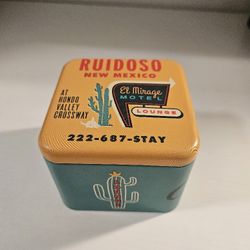 RUIDOSO
NEW MEXICO
AT
HONDO
VALLEY
CROSSWAY
El Mirage
MOTEL
LOUNGE
222-687-STAY